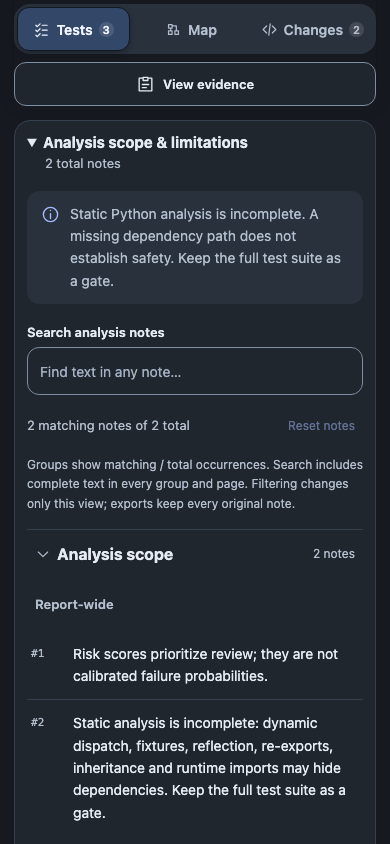 Tests 3 Map Changes 2
View evidence
Analysis scope & limitations
2 total notes
Static Python analysis is incomplete. A
missing dependency path does not
establish safety. Keep the full test suite as
a gate.
Search analysis notes
Find text in any note...
2 matching notes of 2 total Reset notes
Groups show matching / total occurrences. Search includes
complete text in every group and page. Filtering changes
only this view; exports keep every original note.
Analysis scope 2 notes
Report-wide
#1 Risk scores prioritize review; they are not
calibrated failure probabilities.
#2 Static analysis is incomplete: dynamic
dispatch, fixtures, reflection, re-exports,
inheritance and runtime imports may hide
dependencies. Keep the full test suite as a
gate.